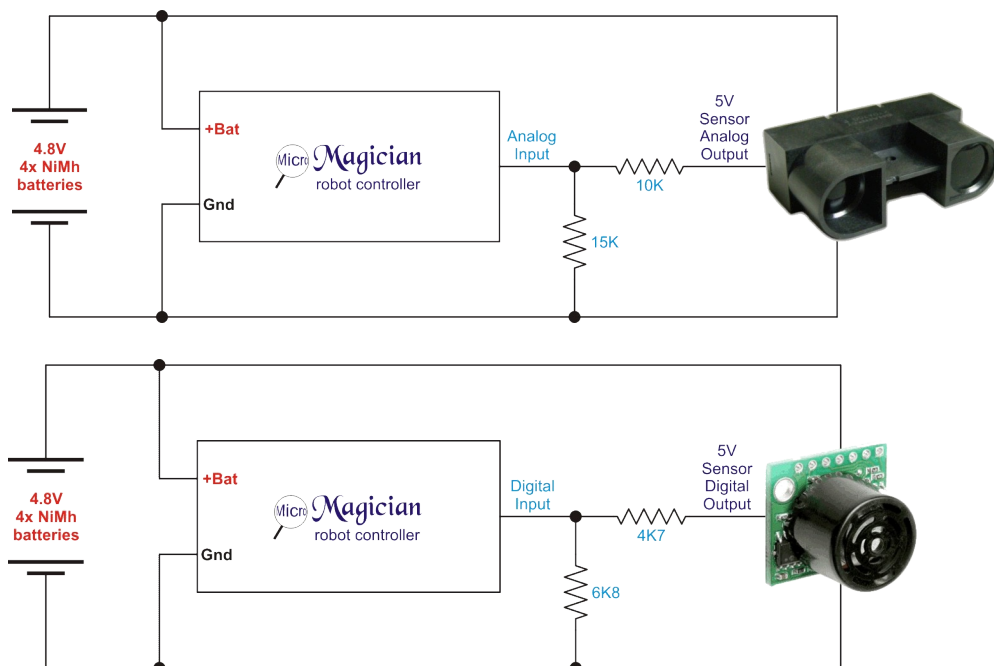 5V
Sensor
Analog
Output
+Bat
Analog
Input
4.8V
4x NiMh
batteries
Micro Magician
robot controller
10K
Gnd
15K
5V
Sensor
Digital
Output
+Bat
Digital
Input
4.8V
4x NiMh
batteries
Micro Magician
robot controller
4K7
Gnd
6K8